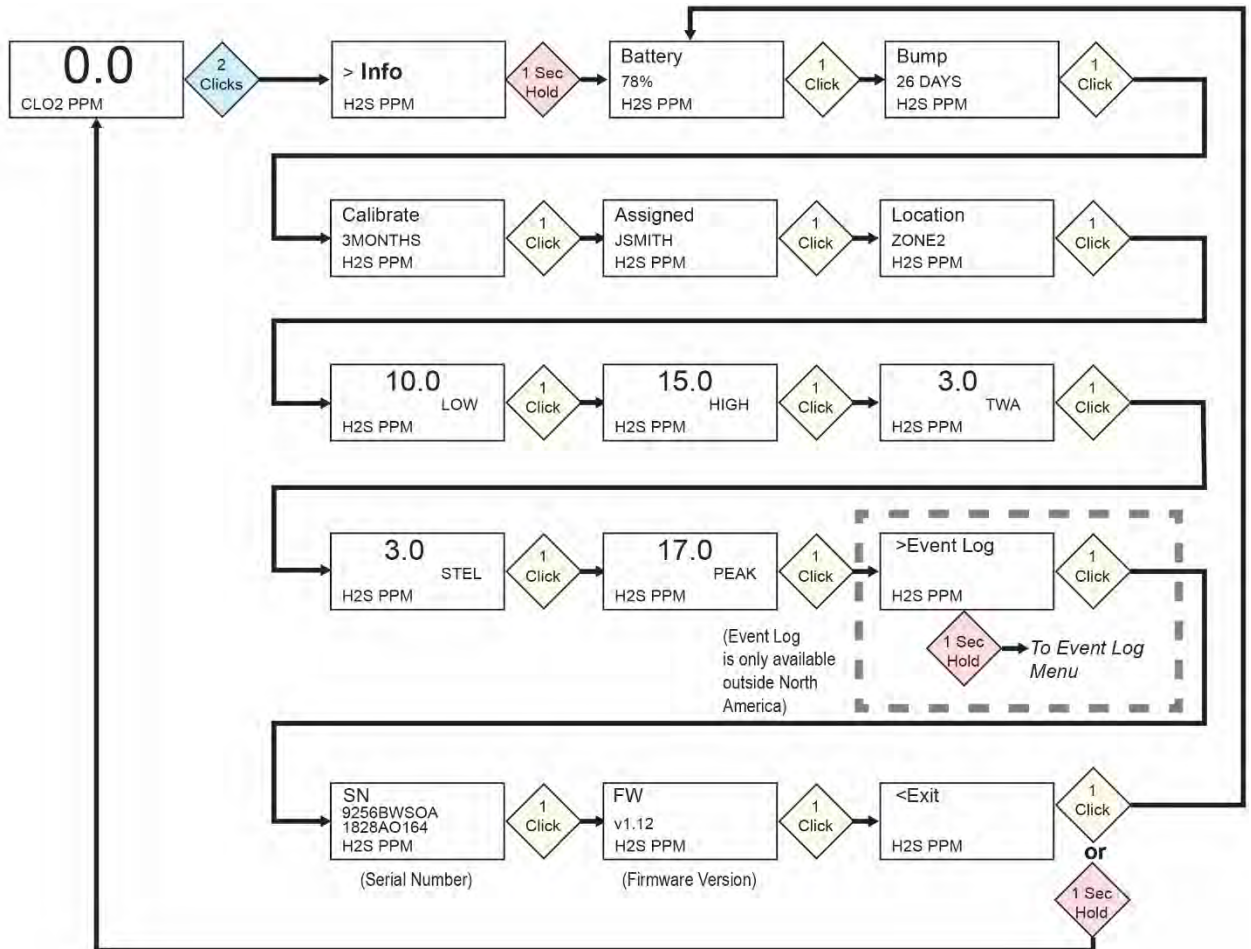 0.0
CLO2 PPM
2
Clicks
> Info
H2S PPM
1 Sec
Hold
Battery
78%
H2S PPM
1
Click
Bump
26 DAYS
H2S PPM
1
Click
Calibrate
3MONTHS
H2S PPM
1
Click
Assigned
JSMITH
H2S PPM
1
Click
Location
ZONE2
H2S PPM
1
Click
10.0
LOW
H2S PPM
1
Click
15.0
HIGH
H2S PPM
1
Click
3.0
TWA
H2S PPM
1
Click
3.0
STEL
H2S PPM
1
Click
17.0
PEAK
H2S PPM
1
Click
(Event Log
is only available
outside North
America)
>Event Log
H2S PPM
1
Click
1 Sec
Hold
To Event Log
Menu
SN
9256BWSOA
1828AO164
H2S PPM
(Serial Number)
1
Click
FW
v1.12
H2S PPM
(Firmware Version)
1
Click
<Exit
H2S PPM
1
Click
or
1 Sec
Hold